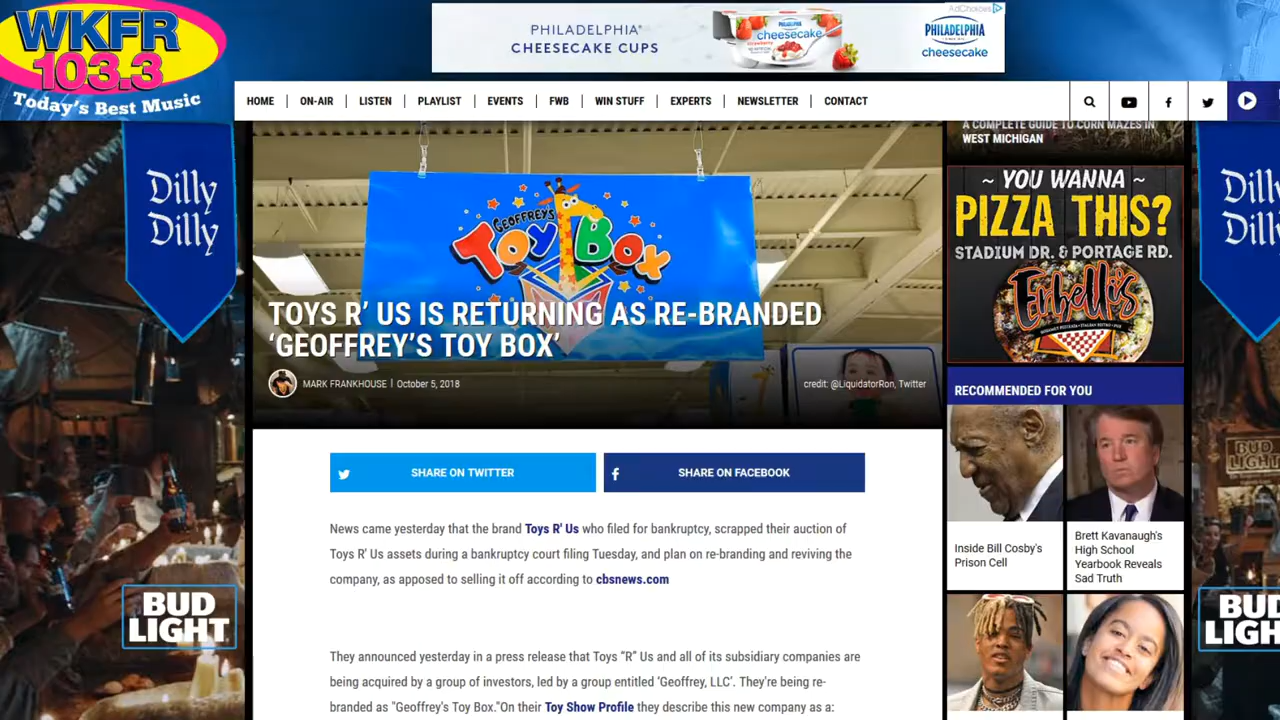 WKFR
103.3
Today's Best Music
PHILADELPHIA®
CHEESECAKE CUPS
PHILADELPHIA
cheesecake
strawberry
AdChoices
PHILADELPHIA
cheesecake
HOME
ON-AIR
LISTEN
PLAYLIST
EVENTS
FWB
WIN STUFF
EXPERTS
NEWSLETTER
CONTACT
Dilly
Dilly
GEOFFREY'S
TOY BOX
TOYS R' US IS RETURNING AS RE-BRANDED
'GEOFFREY'S TOY BOX'
MARK FRANKHOUSE | October 5, 2018
credit: @LiquidatorRon, Twitter
SHARE ON TWITTER
SHARE ON FACEBOOK
News came yesterday that the brand Toys R' Us who filed for bankruptcy, scrapped their auction of
Toys R' Us assets during a bankruptcy court filing Tuesday, and plan on re-branding and reviving the
company, as apposed to selling it off according to cbsnews.com
They announced yesterday in a press release that Toys "R" Us and all of its subsidiary companies are
being acquired by a group of investors, led by a group entitled 'Geoffrey, LLC'. They're being re-
branded as "Geoffrey's Toy Box."On their Toy Show Profile they describe this new company as a:
A COMPLETE GUIDE TO CORN MAZES IN
WEST MICHIGAN
~ YOU WANNA ~
PIZZA THIS?
STADIUM DR. & PORTAGE RD.
Erbelli's
RECOMMENDED FOR YOU
Inside Bill Cosby's
Prison Cell
Brett Kavanaugh's
High School
Yearbook Reveals
Sad Truth
BUD
LIGHT
Dilly
Dilly
BUD
LIGHT
BUD
LIGH